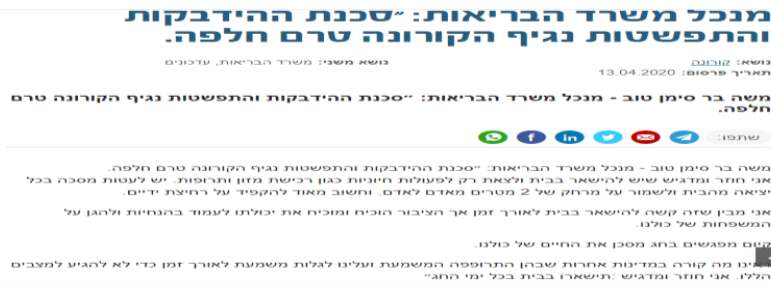 מנכל משרד הבריאות: ״סכנת ההידבקות
והתפשטות נגיף הקורונה טרם חלפה.
נושא: קורונה נושא משני: משרד הבריאות, עדכונים
תאריך פרסום: 13.04.2020
משה בר סימן טוב - מנכל משרד הבריאות: ״סכנת ההידבקות והתפשטות נגיף הקורונה טרם
חלפה.
שתפו:
משה בר סימן טוב - מנכל משרד הבריאות: ״סכנת ההידבקות והתפשטות נגיף הקורונה טרם חלפה.
אני חוזר ומדגיש שיש להישאר בבית ולצאת רק לפעולות חיוניות כגון רכישת מזון ותרופות. יש לעטות מסכה בכל
יציאה מהבית ולשמור על מרחק של 2 מטרים מאדם לאדם. וחשוב מאוד להקפיד על רחיצת ידיים.
אני מבין שזה קשה להישאר בבית לאורך זמן אך הציבור הוכיח ומוכיח את יכולתו לעמוד בהנחיות ולהגן על
המשפחות של כולנו.
קיום מפגשים בחג מסכן את החיים של כולנו.
ראינו מה קורה במדינות אחרות שבהן התרופפה המשמעת ועלינו לגלות משמעת לאורך זמן כדי לא להגיע למצבים
הללו. אני חוזר ומדגיש :תישארו בבית בכל ימי החג״